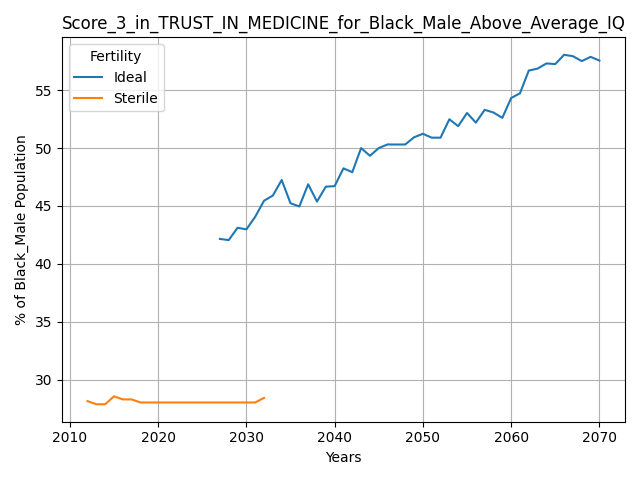 Score_3_in_TRUST_IN_MEDICINE_for_Black_Male_Above_Average_IQ
Fertility
Ideal
Sterile
% of Black_Male Population
55
50
45
40
35
30
2010 2020 2030 2040 2050 2060 2070
Years